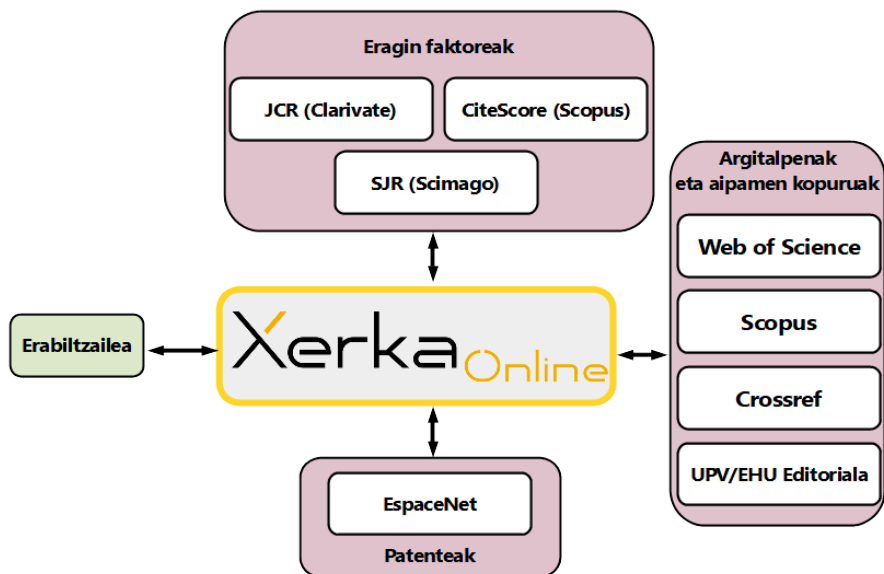 Eragin faktoreak
JCR (Clarivate)
CiteScore (Scopus)
SJR (Scimago)
Argitalpenak
eta aipamen kopuruak
Web of Science
Scopus
Crossref
UPV/EHU Editoriala
Erabiltzailea
Xerka
Online
EspaceNet
Patenteak